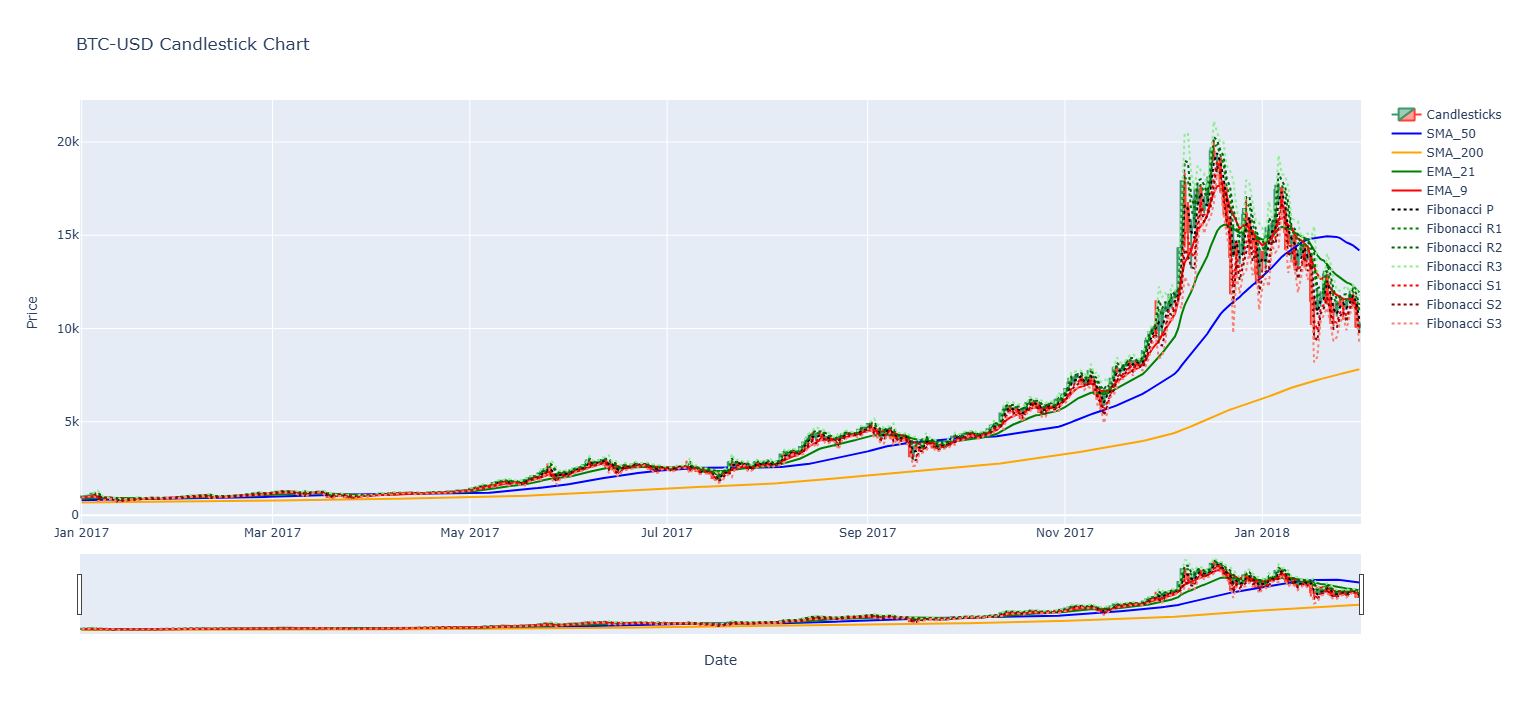 BTC-USD Candlestick Chart
Price
20k
15k
10k
5k
0
Jan 2017
Mar 2017
May 2017
Jul 2017
Sep 2017
Nov 2017
Jan 2018
Date
Candlesticks
SMA_50
SMA_200
EMA_21
EMA_9
Fibonacci P
Fibonacci R1
Fibonacci R2
Fibonacci R3
Fibonacci S1
Fibonacci S2
Fibonacci S3